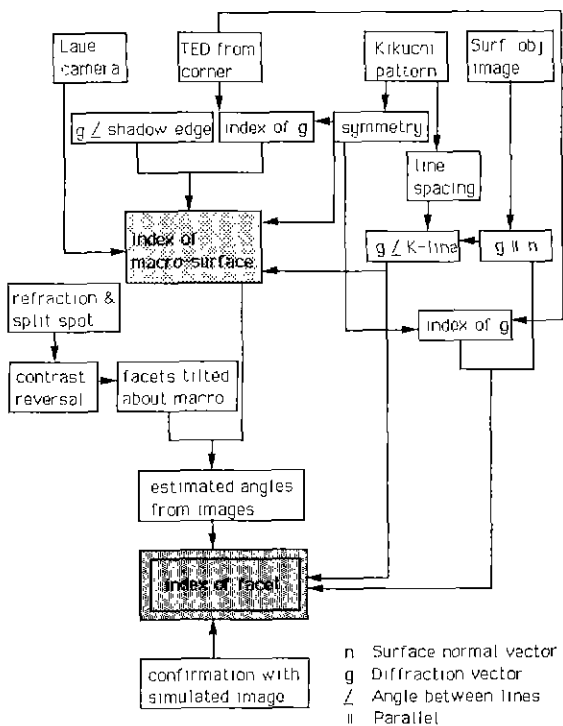 Laue
camera
TED from
corner
Kikuchi
pattern
Surf obj
image
g ∠ shadow edge
index of g
symmetry
line
spacing
index of
macro-surface
g ∠ K-line
g ∥ n
refraction &
split spot
index of g
contrast
reversal
facets tilted
about macro
estimated angles
from images
index of facet
confirmation with
simulated image
n Surface normal vector
g Diffraction vector
∠ Angle between lines
∥ Parallel